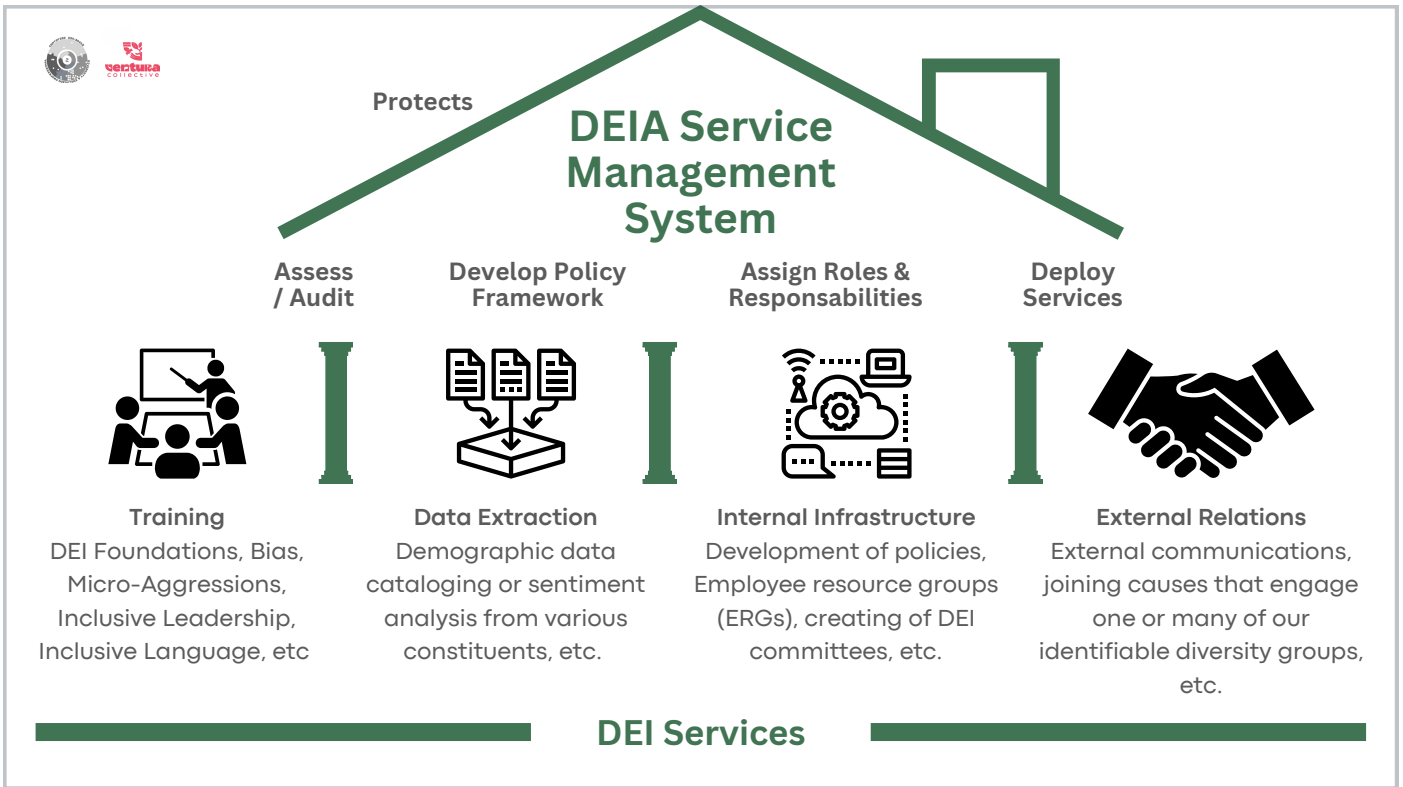 ventura
collective
Protects
DEIA Service
Management
System
Assess
/ Audit
Develop Policy
Framework
Assign Roles &
Responsabilities
Deploy
Services
Training
DEI Foundations, Bias,
Micro-Aggressions,
Inclusive Leadership,
Inclusive Language, etc
Data Extraction
Demographic data
cataloging or sentiment
analysis from various
constituents, etc.
Internal Infrastructure
Development of policies,
Employee resource groups
(ERGs), creating of DEI
committees, etc.
External Relations
External communications,
joining causes that engage
one or many of our
identifiable diversity groups,
etc.
DEI Services